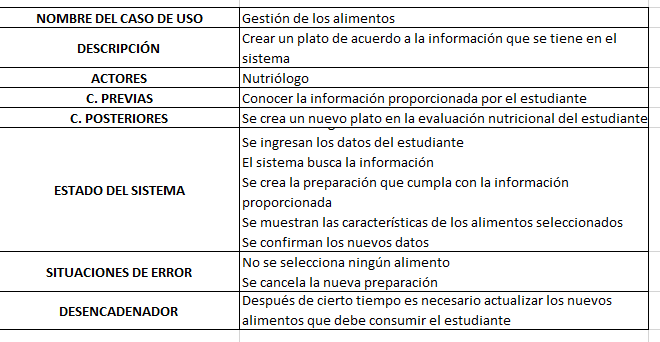 NOMBRE DEL CASO DE USO Gestión de los alimentos
DESCRIPCIÓN Crear un plato de acuerdo a la información que se tiene en el
sistema
ACTORES Nutriólogo
C. PREVIAS Conocer la información proporcionada por el estudiante
C. POSTERIORES Se crea un nuevo plato en la evaluación nutricional del estudiante
ESTADO DEL SISTEMA
Se ingresan los datos del estudiante
El sistema busca la información
Se crea la preparación que cumpla con la información
proporcionada
Se muestran las características de los alimentos seleccionados
Se confirman los nuevos datos
SITUACIONES DE ERROR
No se selecciona ningún alimento
Se cancela la nueva preparación
DESENCADENADOR
Después de cierto tiempo es necesario actualizar los nuevos
alimentos que debe consumir el estudiante